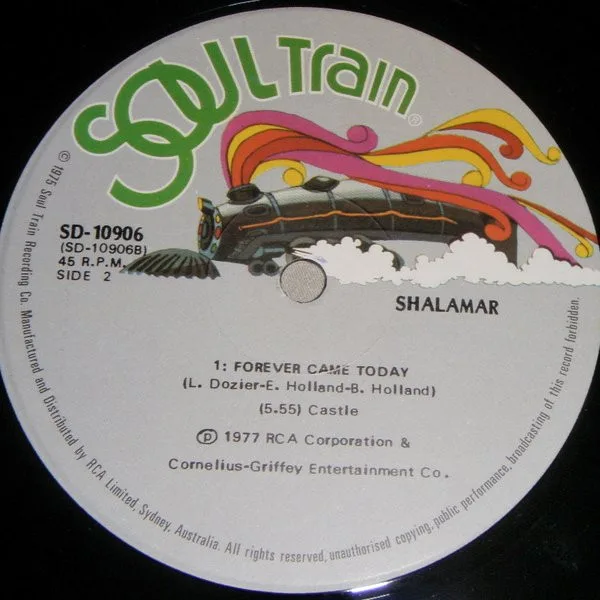 SOUL Train®
SD-10906
(SD-10906B)
45 R.P.M.
SIDE 2
SHALAMAR
1: FOREVER CAME TODAY
(L. Dozier-E. Holland-B. Holland)
(5.55) Castle
Ⓟ 1977 RCA Corporation &
Cornelius-Griffey Entertainment Co.
© 1975 Soul Train Recording Co. Manufactured and Distributed by RCA Limited, Sydney, Australia. All rights reserved, unauthorised copying, public performance, broadcasting of this record forbidden.